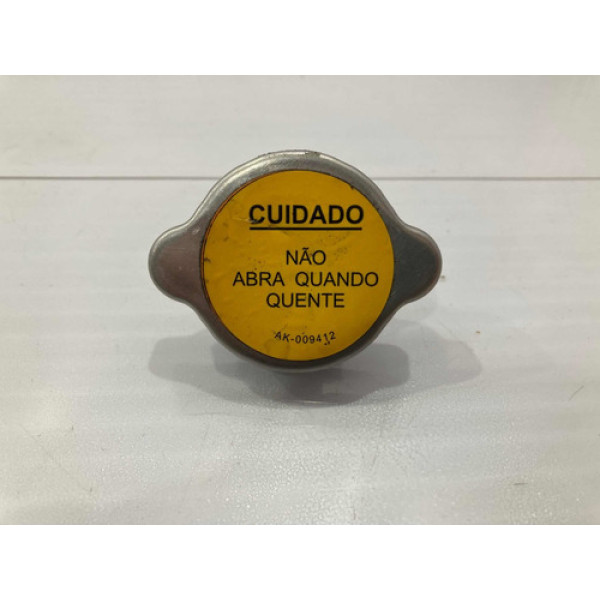 CUIDADO
NÃO
ABRA QUANDO
QUENTE
AK-009412